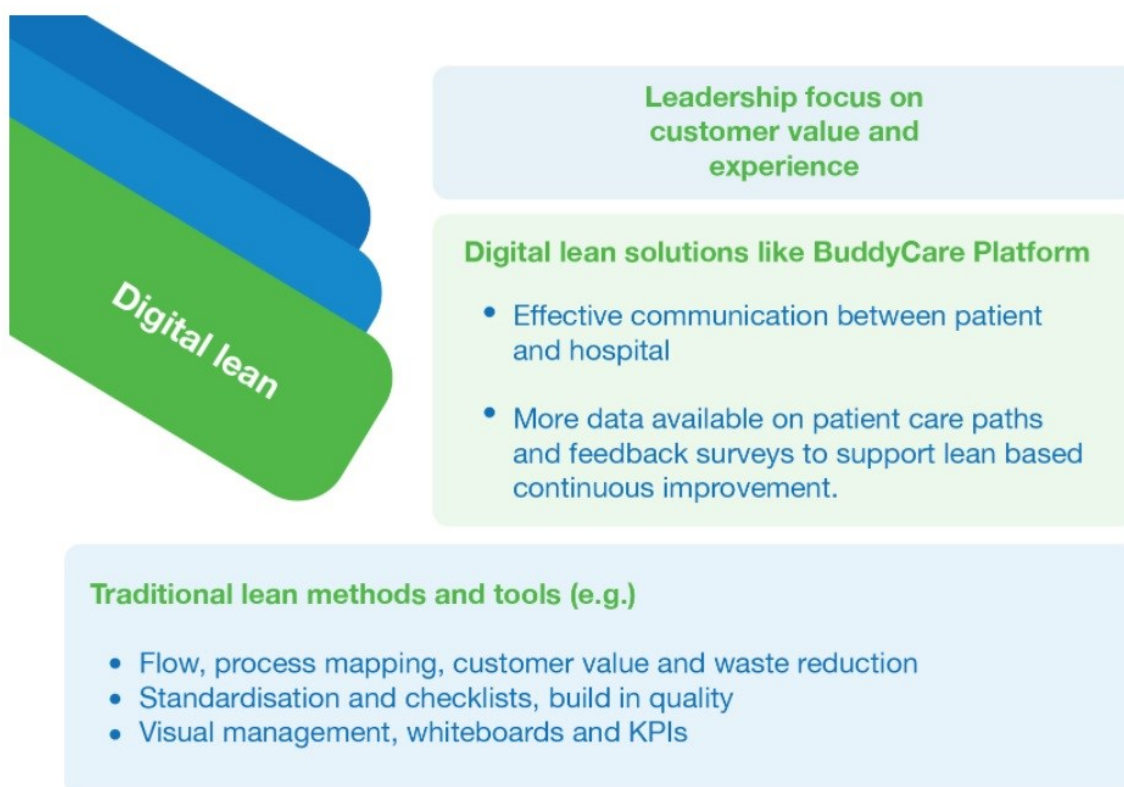 Leadership focus on
customer value and
experience
Digital lean
Digital lean solutions like BuddyCare Platform
• Effective communication between patient
and hospital
• More data available on patient care paths
and feedback surveys to support lean based
continuous improvement.
Traditional lean methods and tools (e.g.)
• Flow, process mapping, customer value and waste reduction
• Standardisation and checklists, build in quality
• Visual management, whiteboards and KPIs